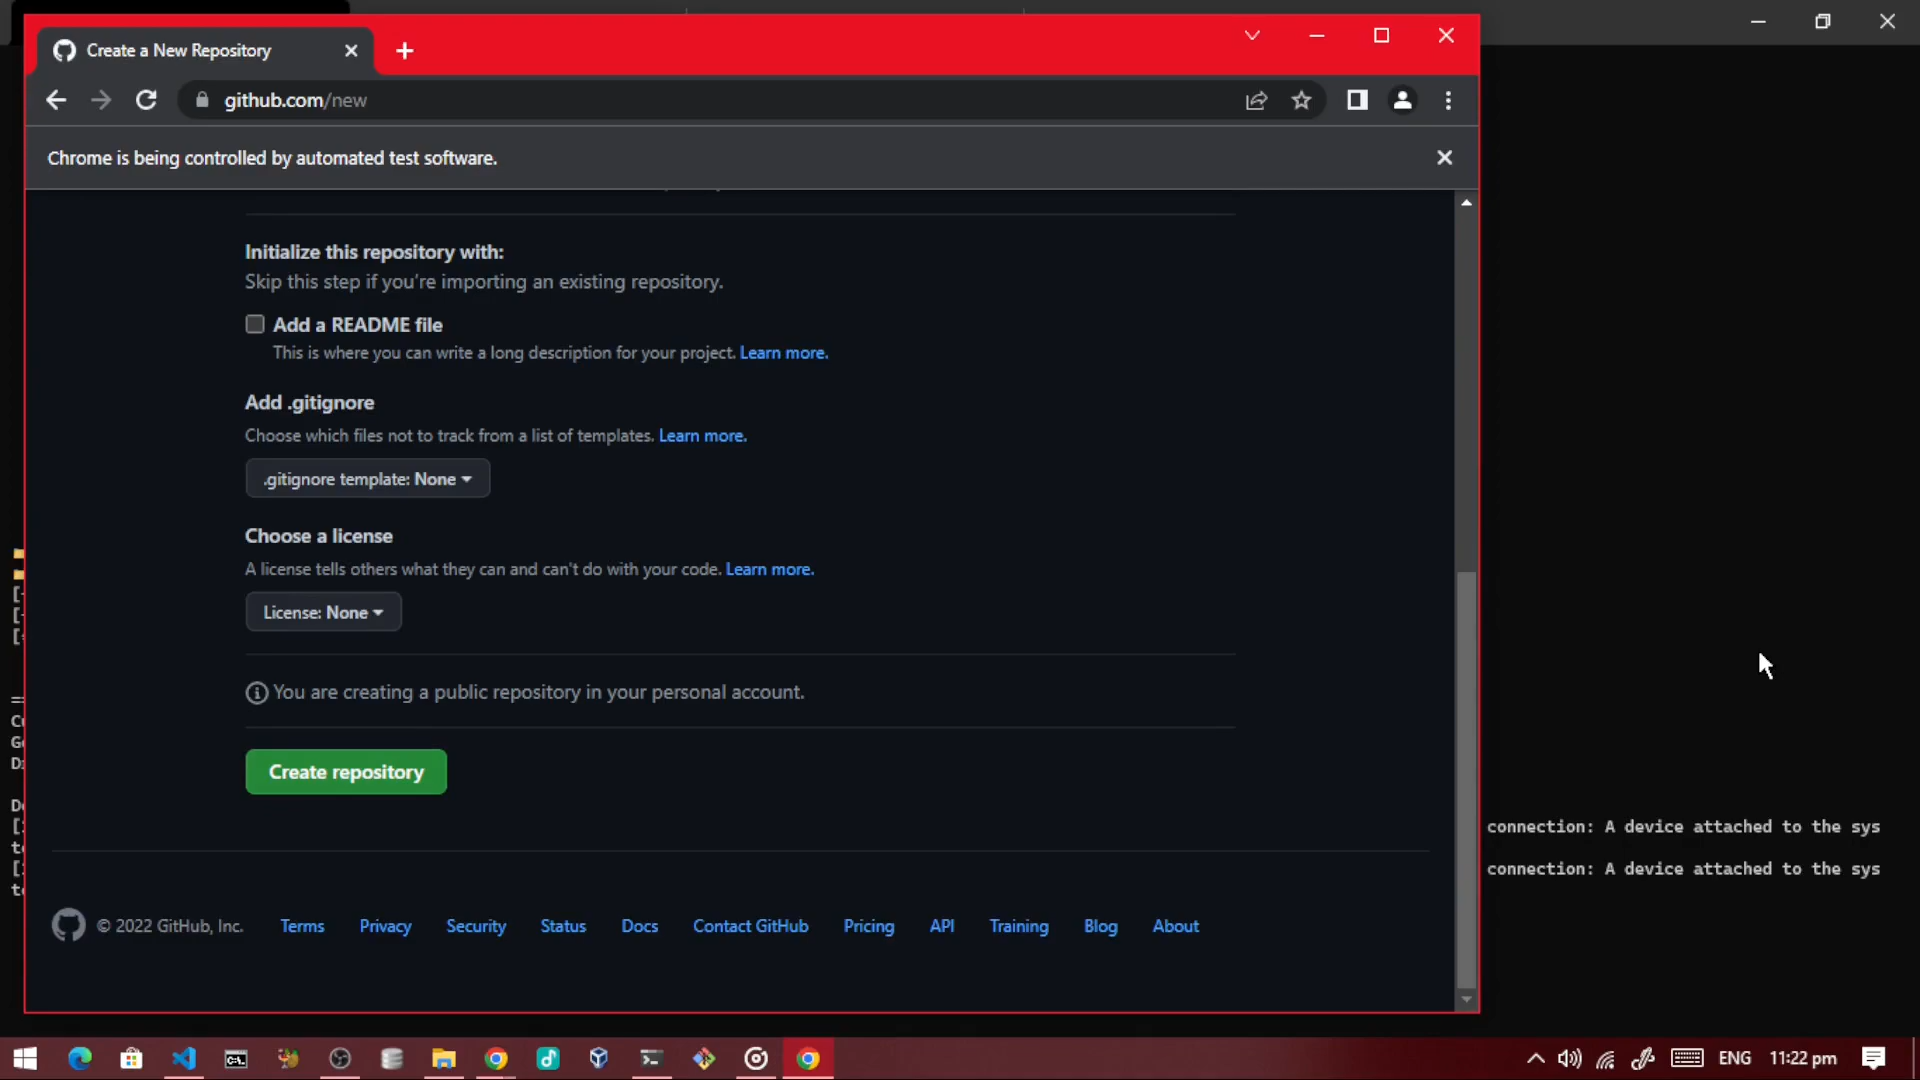 Create a New Repository
github.com/new
Chrome is being controlled by automated test software.
Initialize this repository with:
Skip this step if you're importing an existing repository.
Add a README file
This is where you can write a long description for your project. Learn more.
Add .gitignore
Choose which files not to track from a list of templates. Learn more.
.gitignore template: None
Choose a license
A license tells others what they can and can't do with your code. Learn more.
License: None
You are creating a public repository in your personal account.
Create repository
connection: A device attached to the sys
connection: A device attached to the sys
© 2022 GitHub, Inc. Terms Privacy Security Status Docs Contact GitHub Pricing API Training Blog About
ENG 11:22 pm